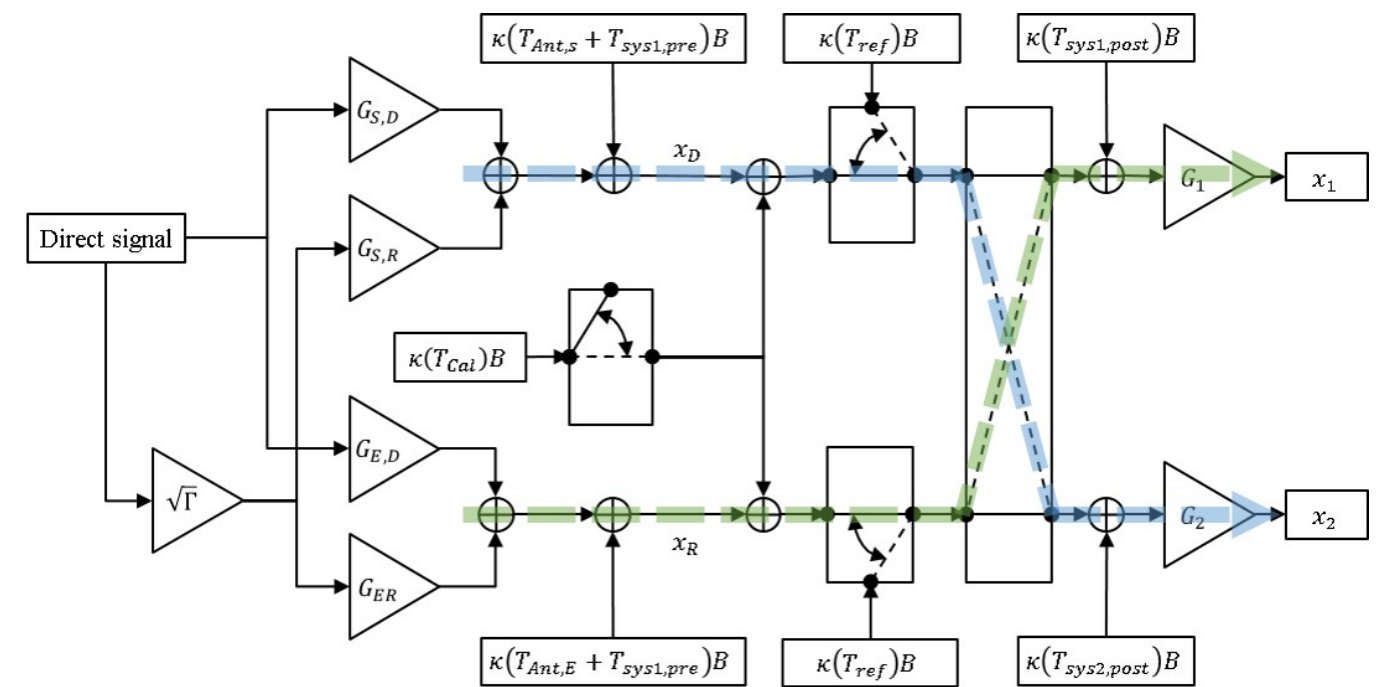 κ(T_{Ant,s} + T_{sys1,pre})B
κ(T_{ref})B
κ(T_{sys1,post})B
G_{S,D}
x_D
G_1
x_1
Direct signal
G_{S,R}
κ(T_{Cal})B
G_{E,D}
√Γ
x_R
G_2
x_2
G_{ER}
κ(T_{Ant,E} + T_{sys1,pre})B
κ(T_{ref})B
κ(T_{sys2,post})B